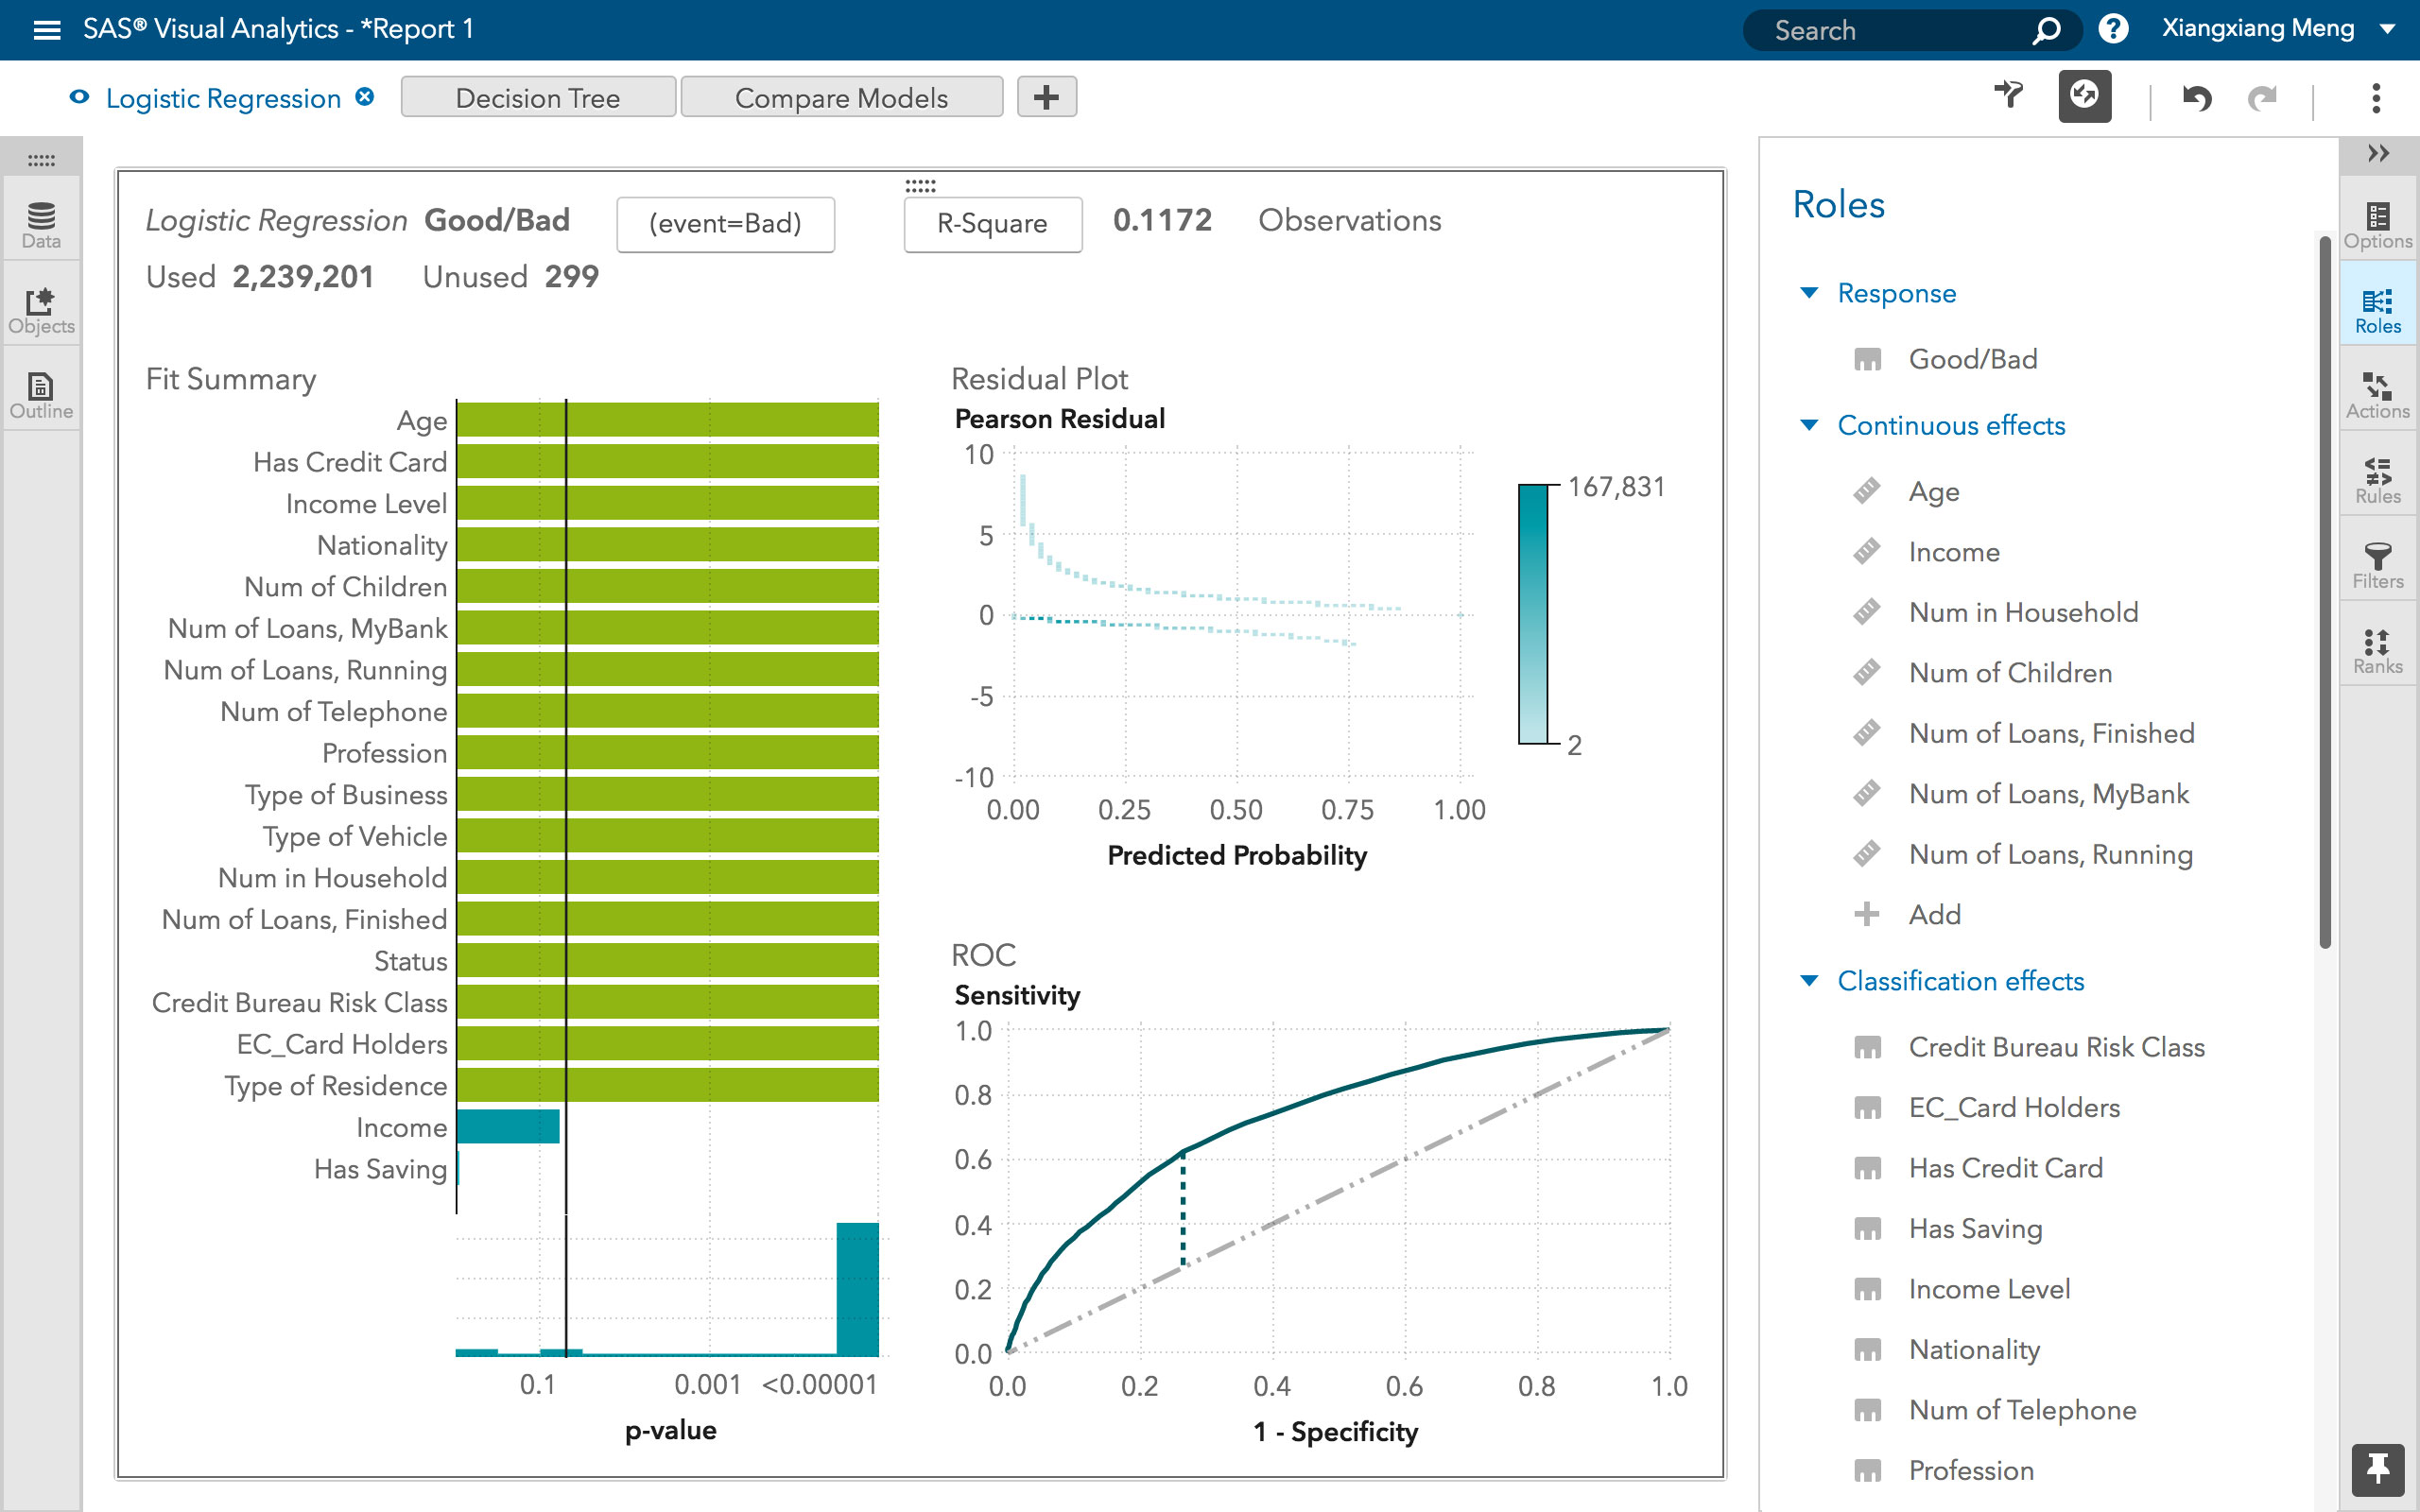 SAS® Visual Analytics - *Report 1
Search
?
Xiangxiang Meng
Logistic Regression
Decision Tree
Compare Models
+
Data
Objects
Outline
Logistic Regression Good/Bad (event=Bad) R-Square 0.1172 Observations
Used 2,239,201 Unused 299
Fit Summary
Age
Has Credit Card
Income Level
Nationality
Num of Children
Num of Loans, MyBank
Num of Loans, Running
Num of Telephone
Profession
Type of Business
Type of Vehicle
Num in Household
Num of Loans, Finished
Status
Credit Bureau Risk Class
EC_Card Holders
Type of Residence
Income
Has Saving
0.1 0.001 <0.00001
p-value
Residual Plot
Pearson Residual
10
5
0
-5
-10
0.00 0.25 0.50 0.75 1.00
Predicted Probability
167,831
2
ROC
Sensitivity
1.0
0.8
0.6
0.4
0.2
0.0
0.0 0.2 0.4 0.6 0.8 1.0
1 - Specificity
Roles
Response
Good/Bad
Continuous effects
Age
Income
Num in Household
Num of Children
Num of Loans, Finished
Num of Loans, MyBank
Num of Loans, Running
Add
Classification effects
Credit Bureau Risk Class
EC_Card Holders
Has Credit Card
Has Saving
Income Level
Nationality
Num of Telephone
Profession
Options
Roles
Actions
Rules
Filters
Ranks